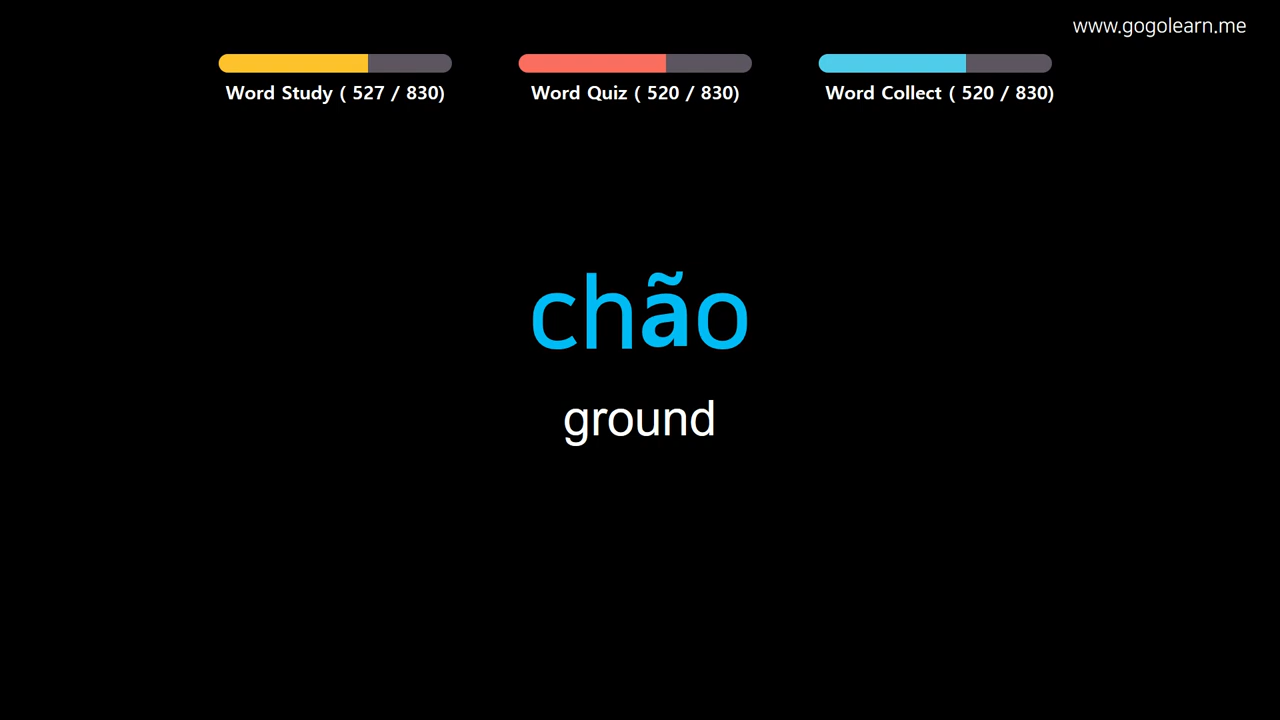 www.gogolearn.me
Word Study ( 527 / 830)
Word Quiz ( 520 / 830)
Word Collect ( 520 / 830)
chão
ground